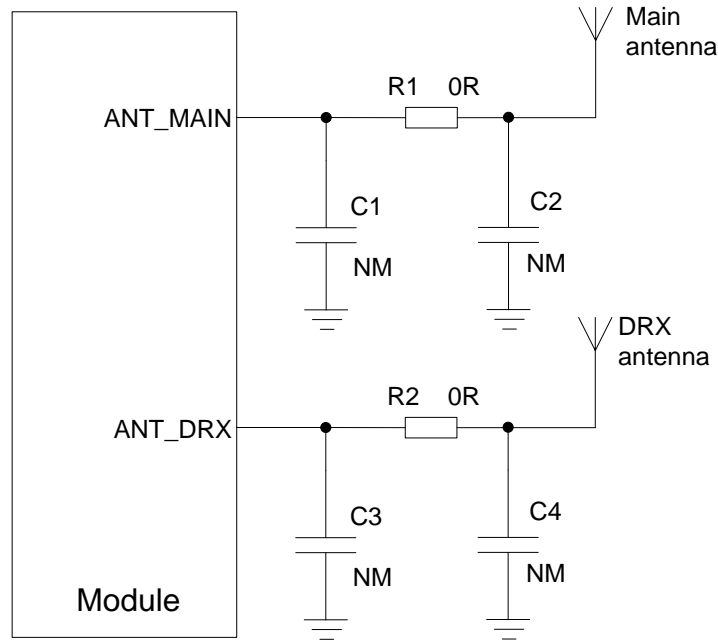 Main
antenna
R1 0R
ANT_MAIN
C1
C2
NM
NM
DRX
antenna
R2 0R
ANT_DRX
C3
C4
NM
NM
Module